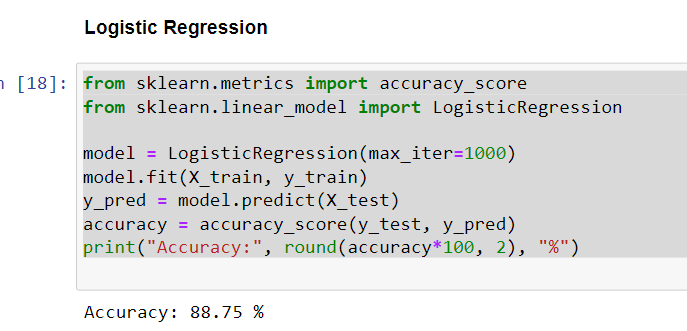 Logistic Regression
n [18]: from sklearn.metrics import accuracy_score
from sklearn.linear_model import LogisticRegression
model = LogisticRegression(max_iter=1000)
model.fit(X_train, y_train)
y_pred = model.predict(X_test)
accuracy = accuracy_score(y_test, y_pred)
print("Accuracy:", round(accuracy*100, 2), "%")
Accuracy: 88.75 %